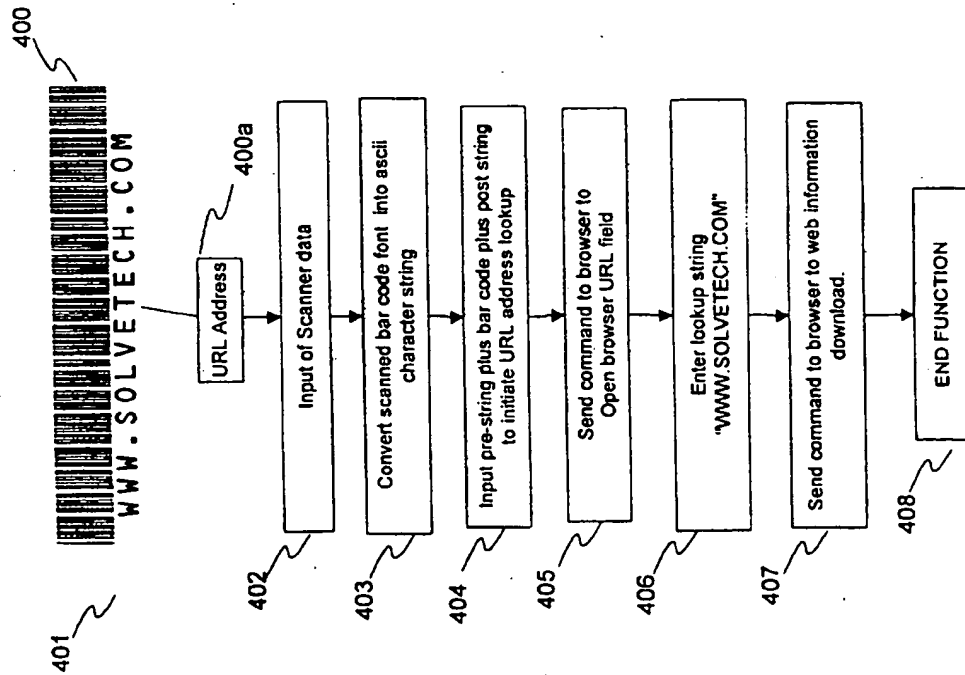 400
WWW.SOLVETECH.COM
401
400a
URL Address
402
Input of Scanner data
403
Convert scanned bar code font into ascii
character string
404
Input pre-string plus bar code plus post string
to initiate URL address lookup
405
Send command to browser to
Open browser URL field
406
Enter lookup string
"WWW.SOLVETECH.COM"
407
Send command to browser to web information
download.
408
END FUNCTION